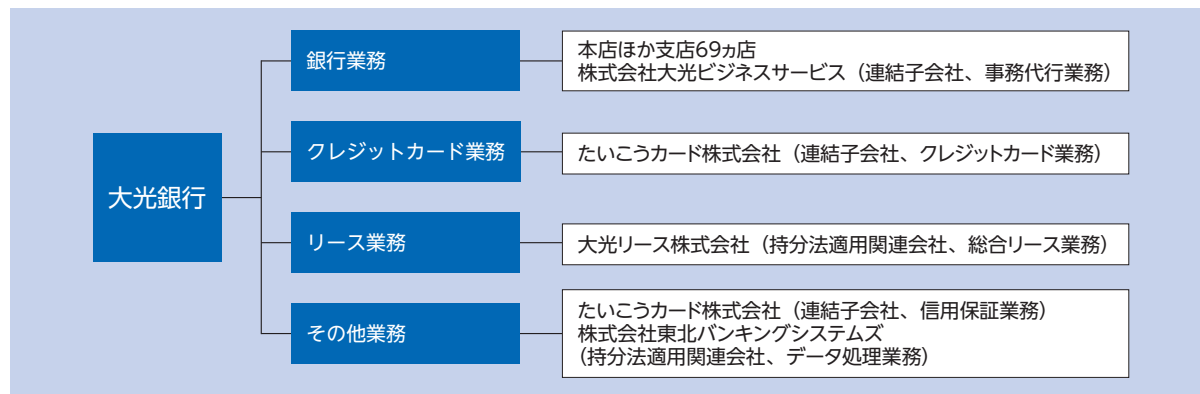 大光銀行
銀行業務
本店ほか支店69ヵ店
株式会社大光ビジネスサービス（連結子会社、事務代行業務）
クレジットカード業務
たいこうカード株式会社（連結子会社、クレジットカード業務）
リース業務
大光リース株式会社（持分法適用関連会社、総合リース業務）
その他業務
たいこうカード株式会社（連結子会社、信用保証業務）
株式会社東北バンキングシステムズ
（持分法適用関連会社、データ処理業務）